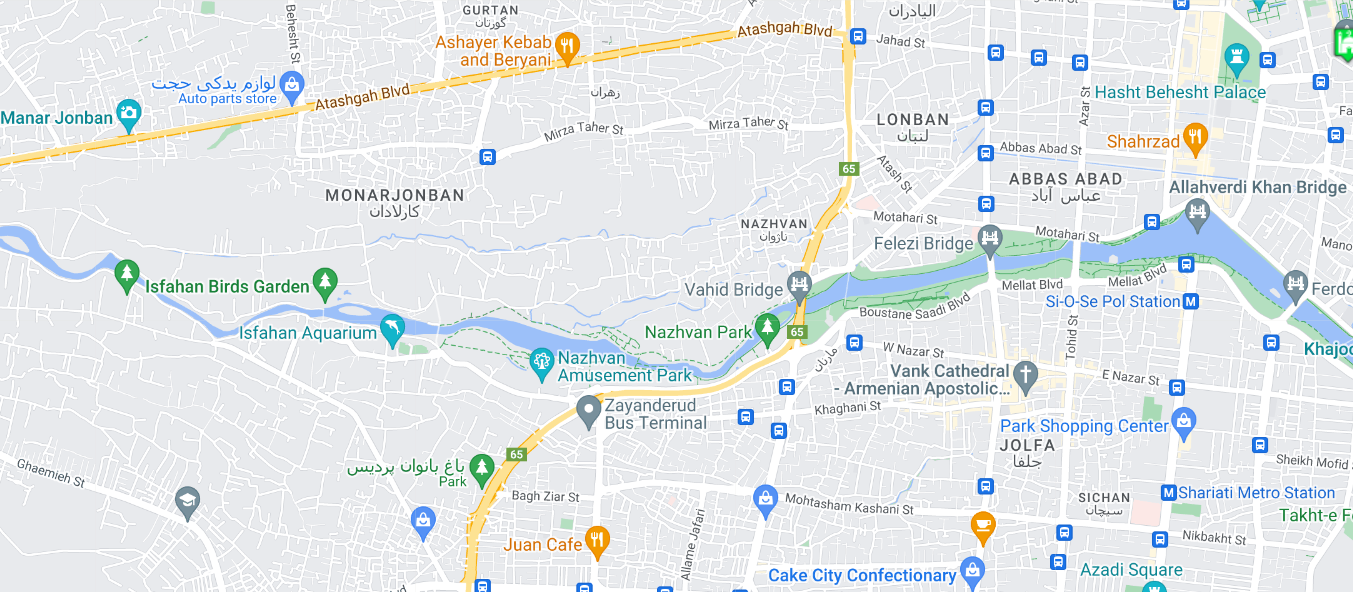 GURTAN
گورتان
Behesht St
Ashayer Kebab
and Beryani
Atashgah Blvd
الیادران
Jahad St
لوازم یدکی حجت
Auto parts store
Atashgah Blvd
زهران
Hasht Behesht Palace
Azar St
Manar Jonban
Mirza Taher St
Mirza Taher St
LONBAN
لنبان
Shahrzad
Abbas Abad St
Atash St
65
ABBAS ABAD
عباس آباد
MONARJONBAN
کارلادان
Allahverdi Khan Bridge
NAZHVAN
ناژوان
Motahari St
Motahari St
Felezi Bridge
Mellat Blvd
Mellat Blvd
Isfahan Birds Garden
Vahid Bridge
Si-O-Se Pol Station
M
Boustane Saadi Blvd
Isfahan Aquarium
Nazhvan Park
65
Tohid St
W Nazar St
ماربان
Nazhvan
Amusement Park
Vank Cathedral
- Armenian Apostolic...
E Nazar St
Zayanderud
Bus Terminal
Khaghani St
Park Shopping Center
JOLFA
جلفا
65
باغ بانوان پردیس
Park
Ghaemieh St
Bagh Ziar St
Mohtasham Kashani St
SICHAN
سیچان
M
Shariati Metro Station
Sheikh Mofid
Juan Cafe
Allame Jafari
Nikbakht St
Cake City Confectionary
Azadi Square